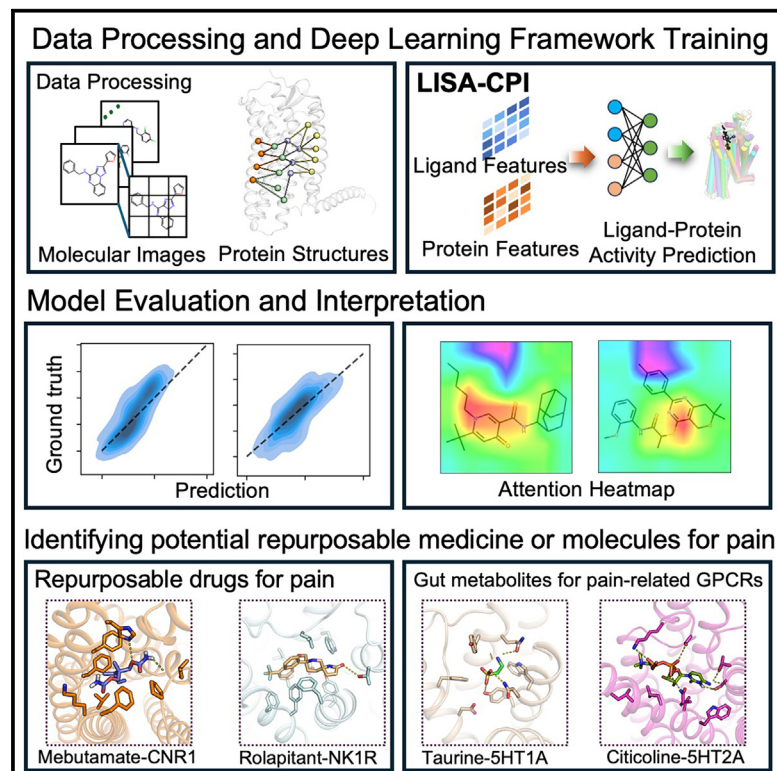 Data Processing and Deep Learning Framework Training
Data Processing
Molecular Images
Protein Structures
LISA-CPI
Ligand Features
Protein Features
Ligand-Protein
Activity Prediction
Model Evaluation and Interpretation
Ground truth
Prediction
Attention Heatmap
Identifying potential repurposable medicine or molecules for pain
Repurposable drugs for pain
Mebutamate-CNR1
Rolapitant-NK1R
Gut metabolites for pain-related GPCRs
Taurine-5HT1A
Citicoline-5HT2A